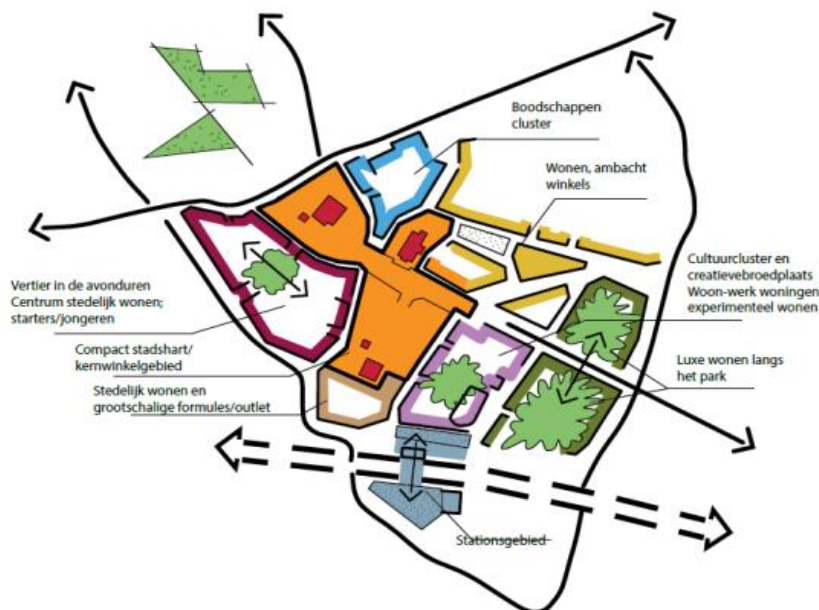 Boodschappen
cluster
Wonen, ambacht
winkels
Cultuurcluster en
creatievebroedplaats
Woon-werk woningen
experimenteel wonen
Vertier in de avonduren
Centrum stedelijk wonen;
starters/jongeren
Compact stadshart/
kernwinkelgebied
Luxe wonen langs
het park
Stedelijk wonen en
grootschalige formules/outlet
Stationsgebied